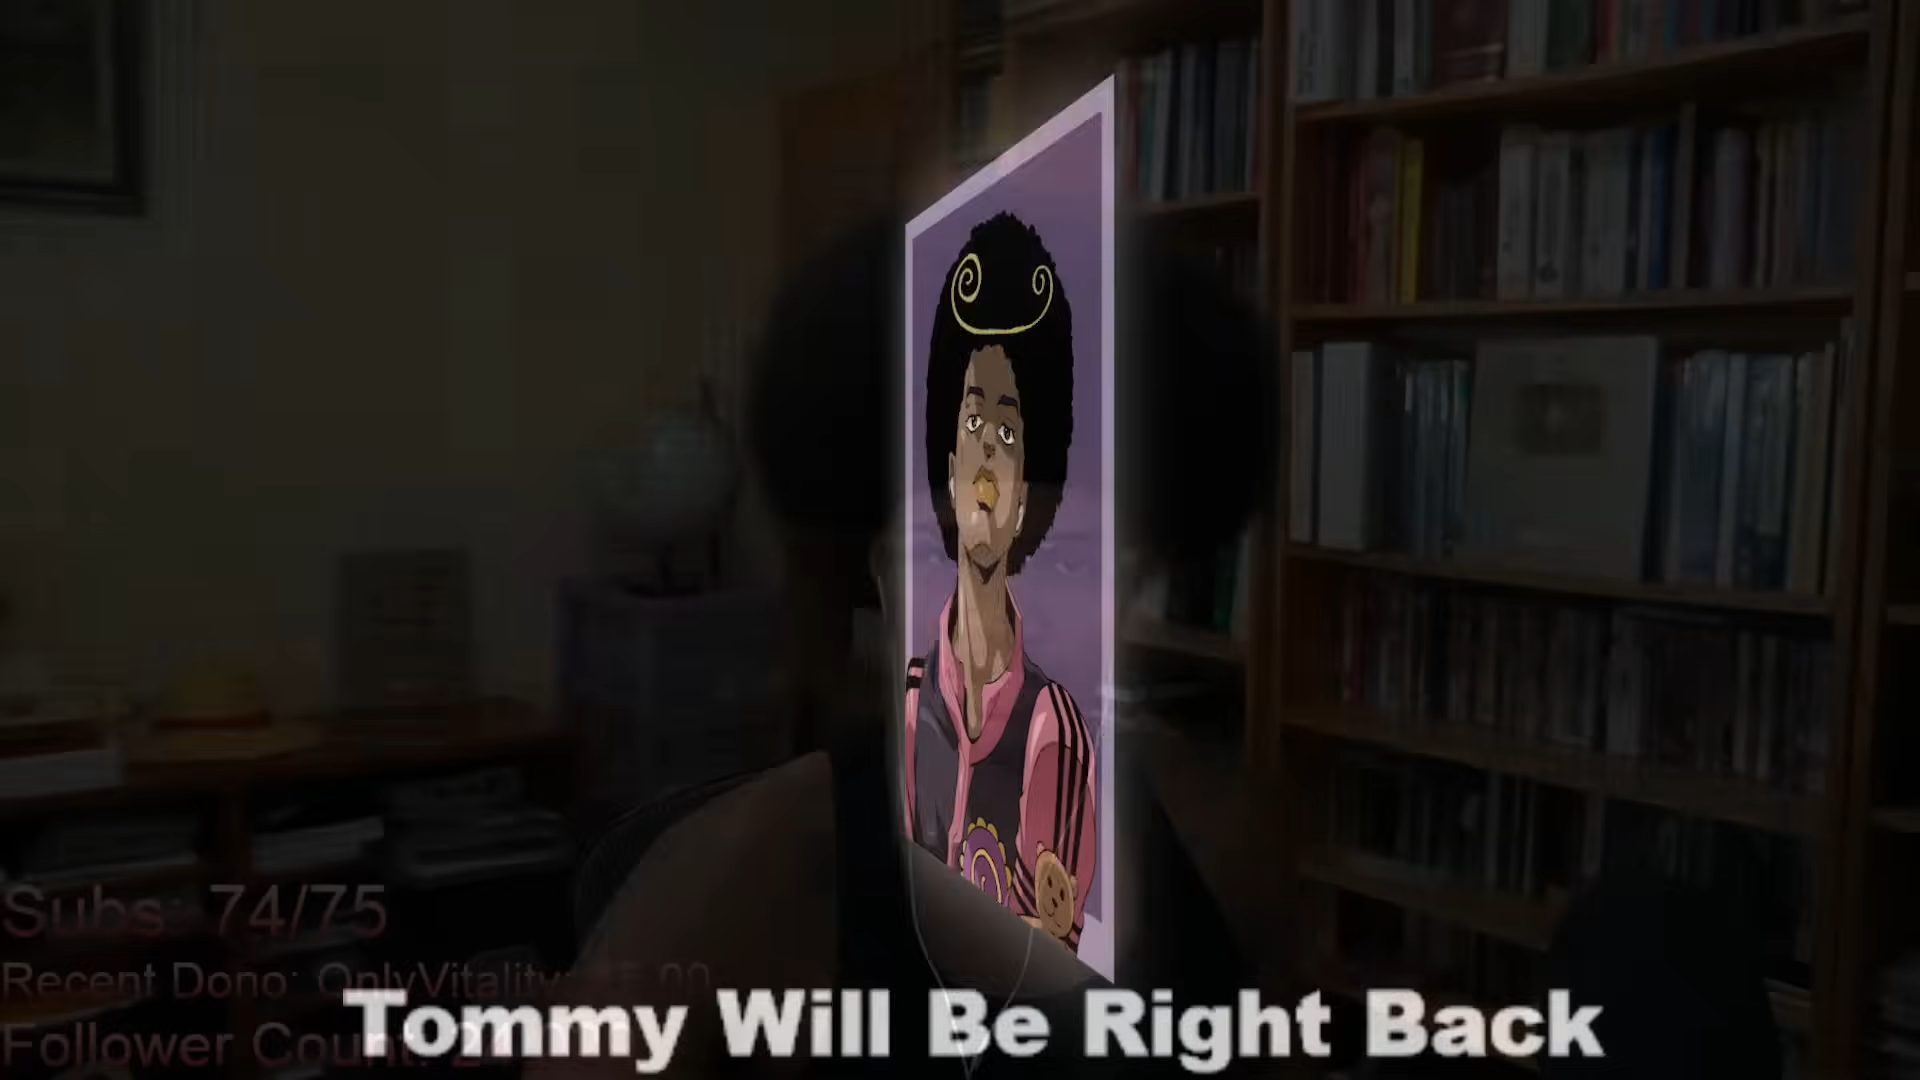 Subs: 74/75
Recent Dono: OnlyVitality:
Follower Count:
Tommy Will Be Right Back